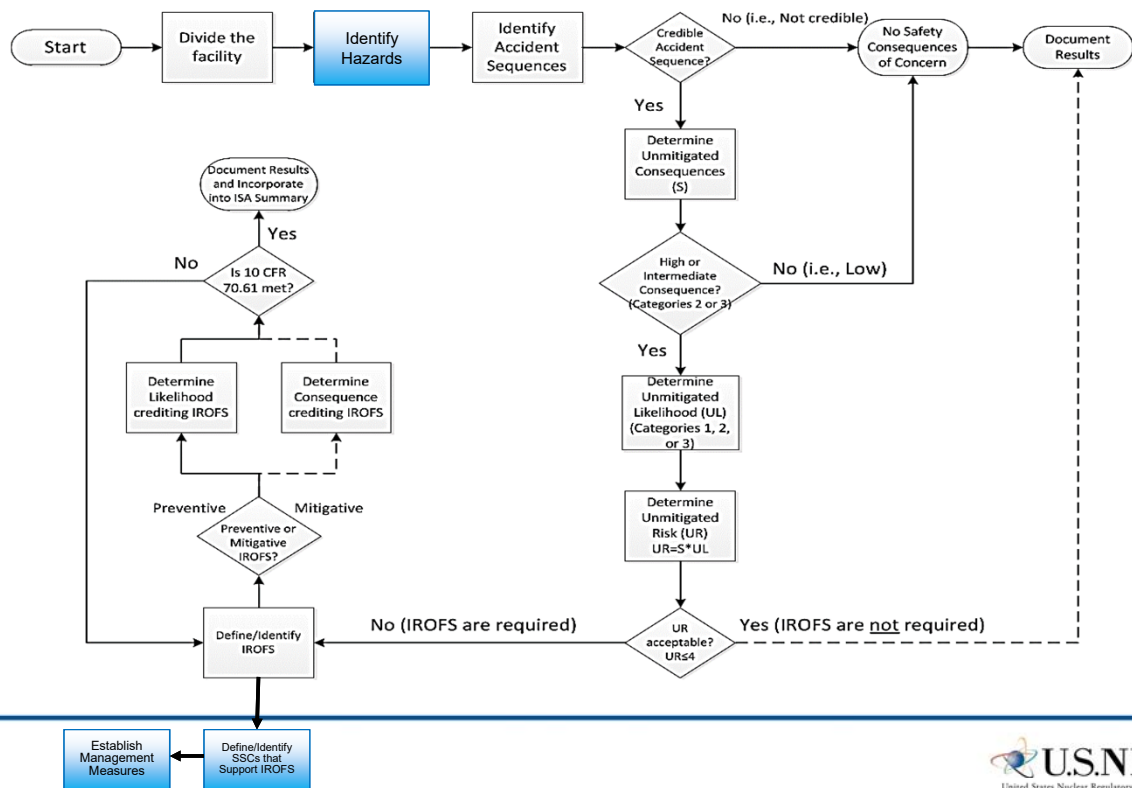 Start
Divide the
facility
Identify
Hazards
Identify
Accident
Sequences
Credible
Accident
Sequence?
No (i.e., Not credible)
No Safety
Consequences
of Concern
Document
Results
Yes
Determine
Unmitigated
Consequences
(S)
High or
Intermediate
Consequence?
(Categories 2 or 3)
No (i.e., Low)
Yes
Determine
Unmitigated
Likelihood (UL)
(Categories 1, 2,
or 3)
Determine
Unmitigated
Risk (UR)
UR=S*UL
UR
acceptable?
UR≤4
Yes (IROFS are not required)
No (IROFS are required)
Document Results
and Incorporate
into ISA Summary
Yes
No
Is 10 CFR
70.61 met?
Determine
Likelihood
crediting IROFS
Determine
Consequence
crediting IROFS
Preventive
Mitigative
Preventive or
Mitigative
IROFS?
Define/Identify
IROFS
Establish
Management
Measures
Define/Identify
SSCs that
Support IROFS
U.S.N
United States Nuclear Regulator